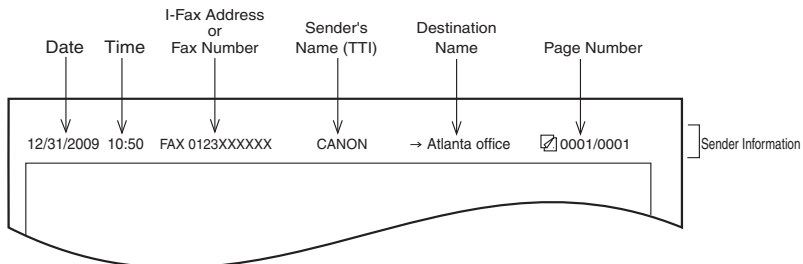 I-Fax Address
or
Date Time Fax Number Sender's Name (TTI) Destination Name Page Number
12/31/2009 10:50 FAX 0123XXXXXX CANON → Atlanta office 0001/0001
Sender Information